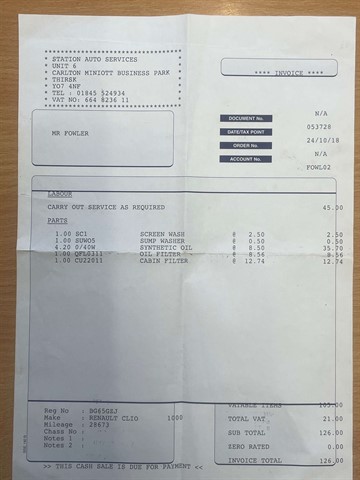 STATION AUTO SERVICES
UNIT 6
CARLTON MINIOTT BUSINESS PARK
THIRSK
YO7 4NF
TEL : 01845 524934
VAT NO: 664 8236 11
**** INVOICE ****
MR FOWLER
N/A
DOCUMENT No. 053728
DATE/TAX POINT 24/10/18
ORDER No. N/A
ACCOUNT No. FOWL02
LABOUR
CARRY OUT SERVICE AS REQUIRED 45.00
PARTS
1.00 SC1 SCREEN WASH @ 2.50 2.50
1.00 SUWO5 SUMP WASHER @ 0.50 0.50
4.20 0/40W SYNTHETIC OIL @ 8.50 35.70
1.00 OIL FILTER @ 8.56 8.56
1.00 CU22011 CABIN FILTER @ 12.74 12.74
Reg No : BG65GZJ
Make : RENAULT CLIO 1000
Mileage : 28673
Chass No :
Notes 1 :
Notes 2 :
VATABLE ITEMS 105.00
TOTAL VAT 21.00
SUB TOTAL 126.00
ZERO RATED 0.00
INVOICE TOTAL 126.00
>> THIS CASH SALE IS DUE FOR PAYMENT <<